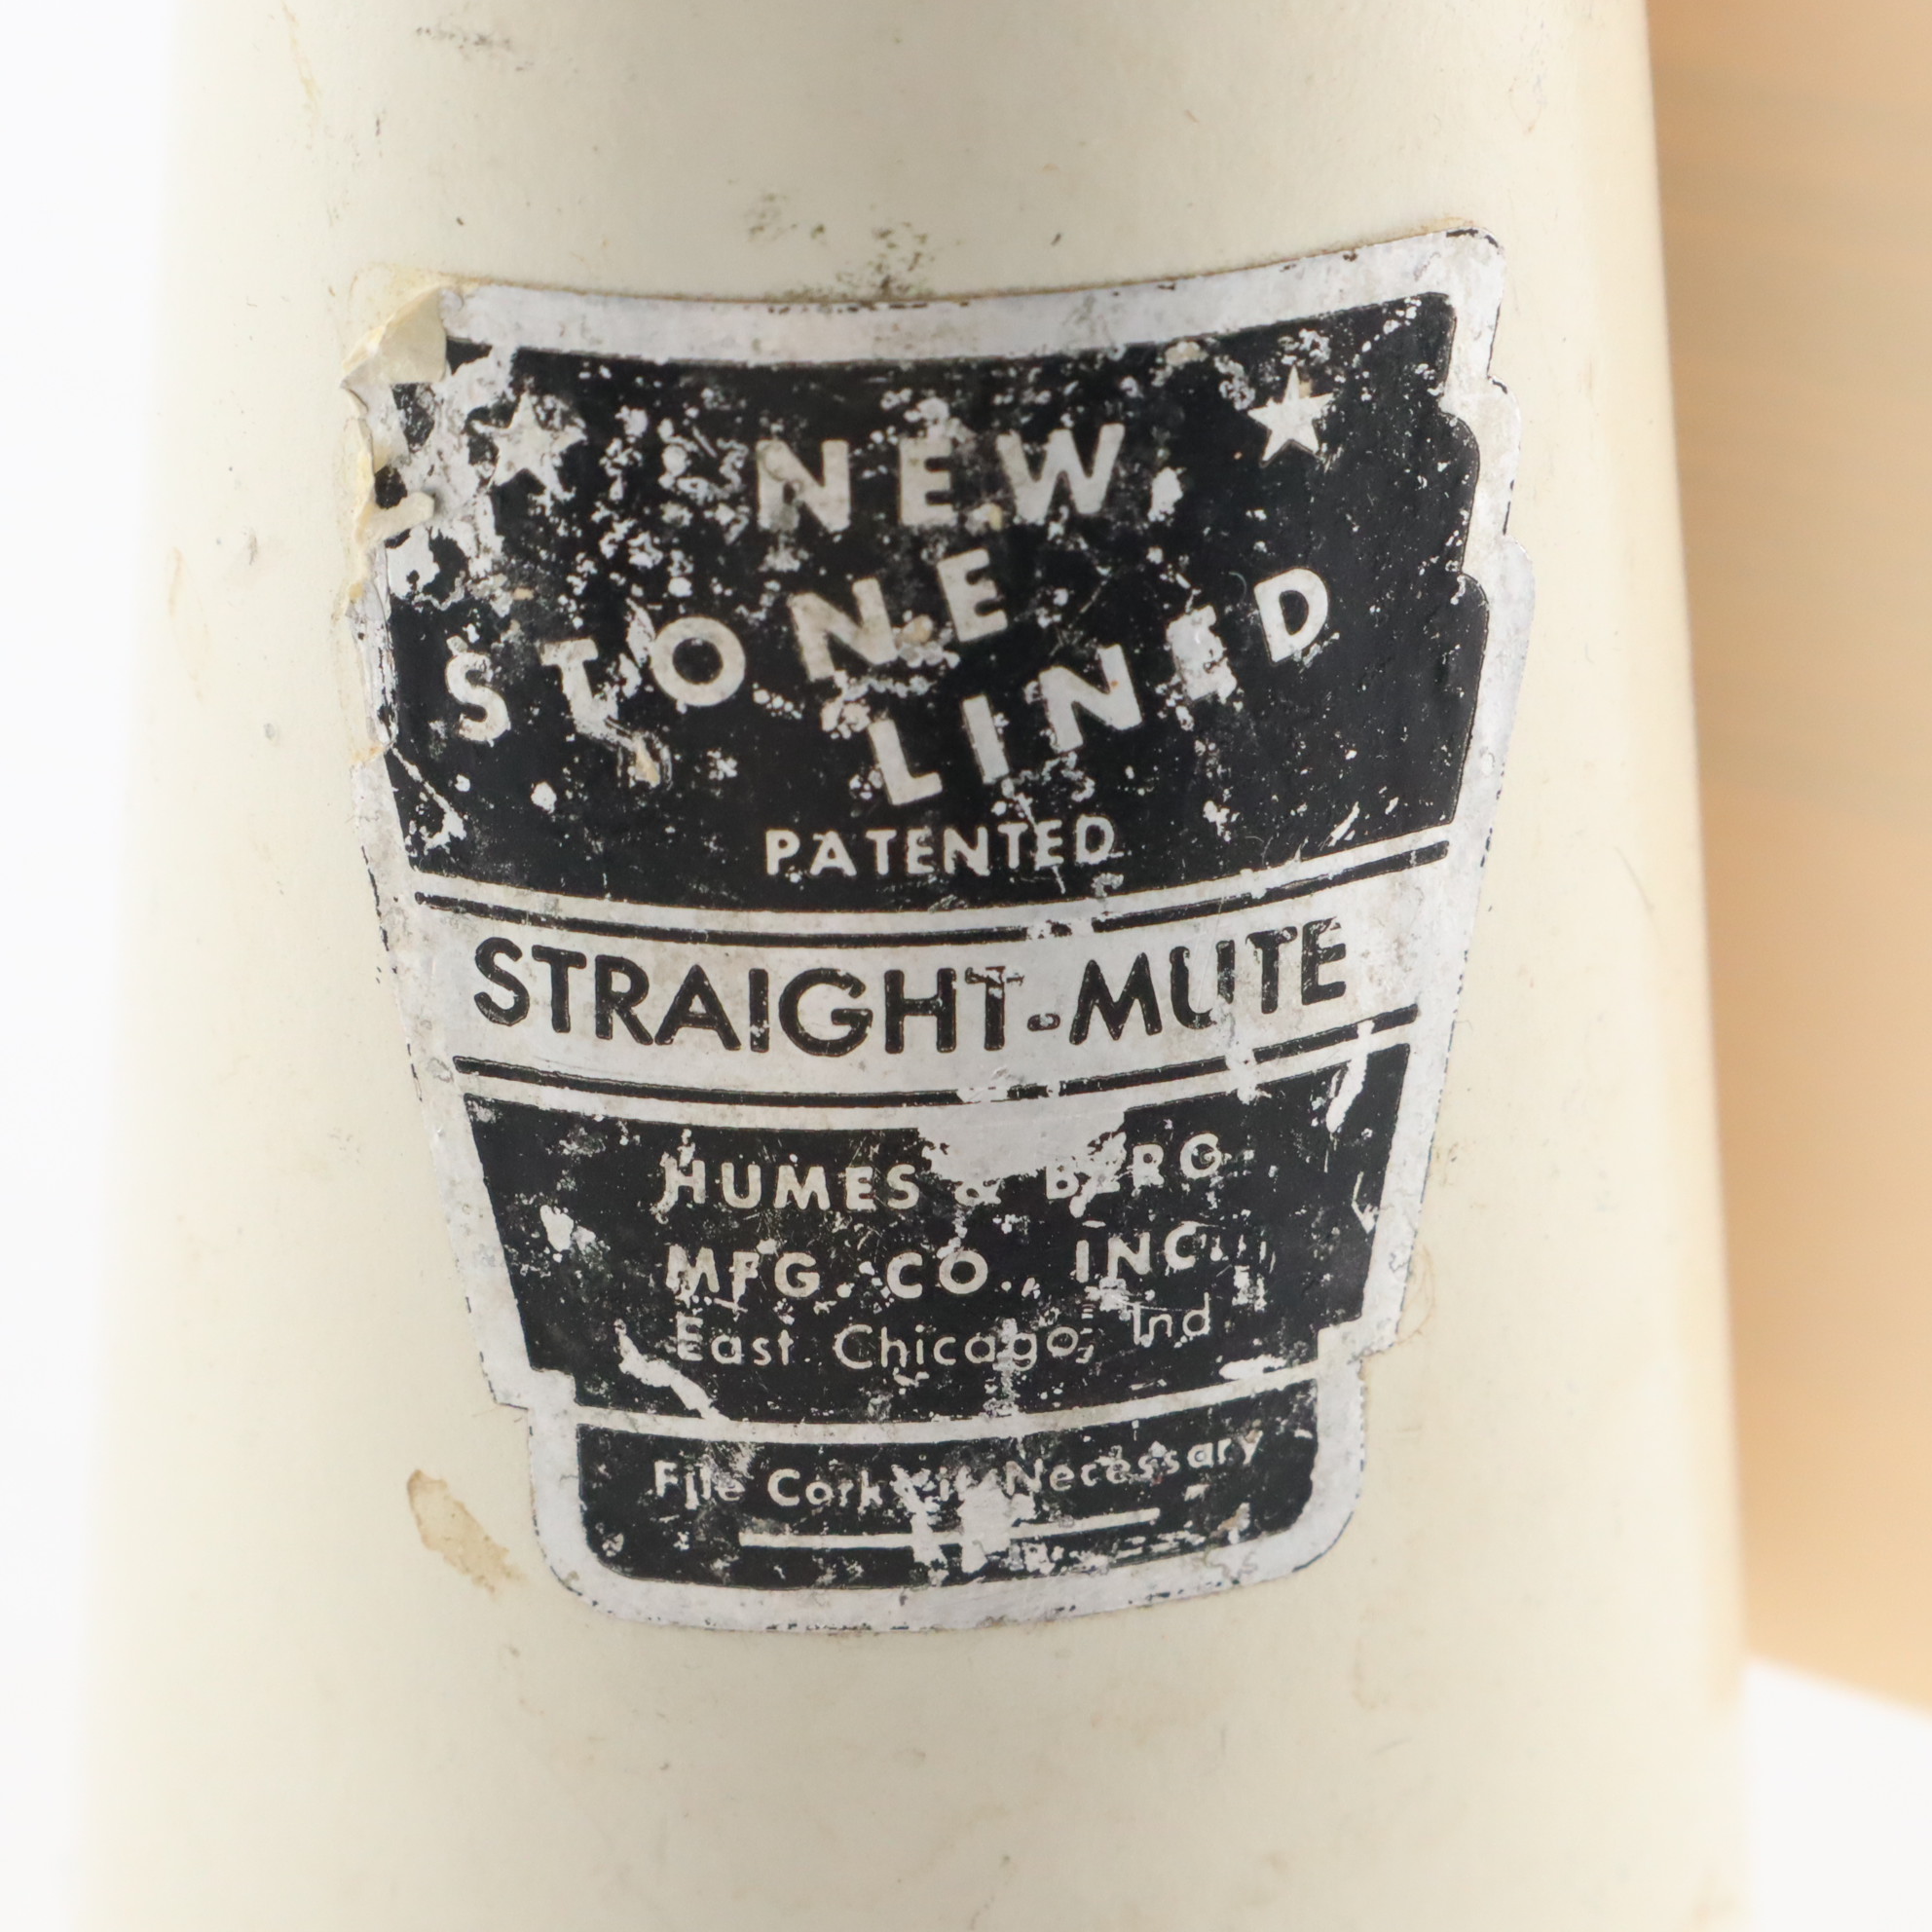 NEW
STONE
LINED
PATENTED
STRAIGHT-MUTE
HUMES & BERG
MFG. CO., INC.
East Chicago, Ind
File Cork if Necessary